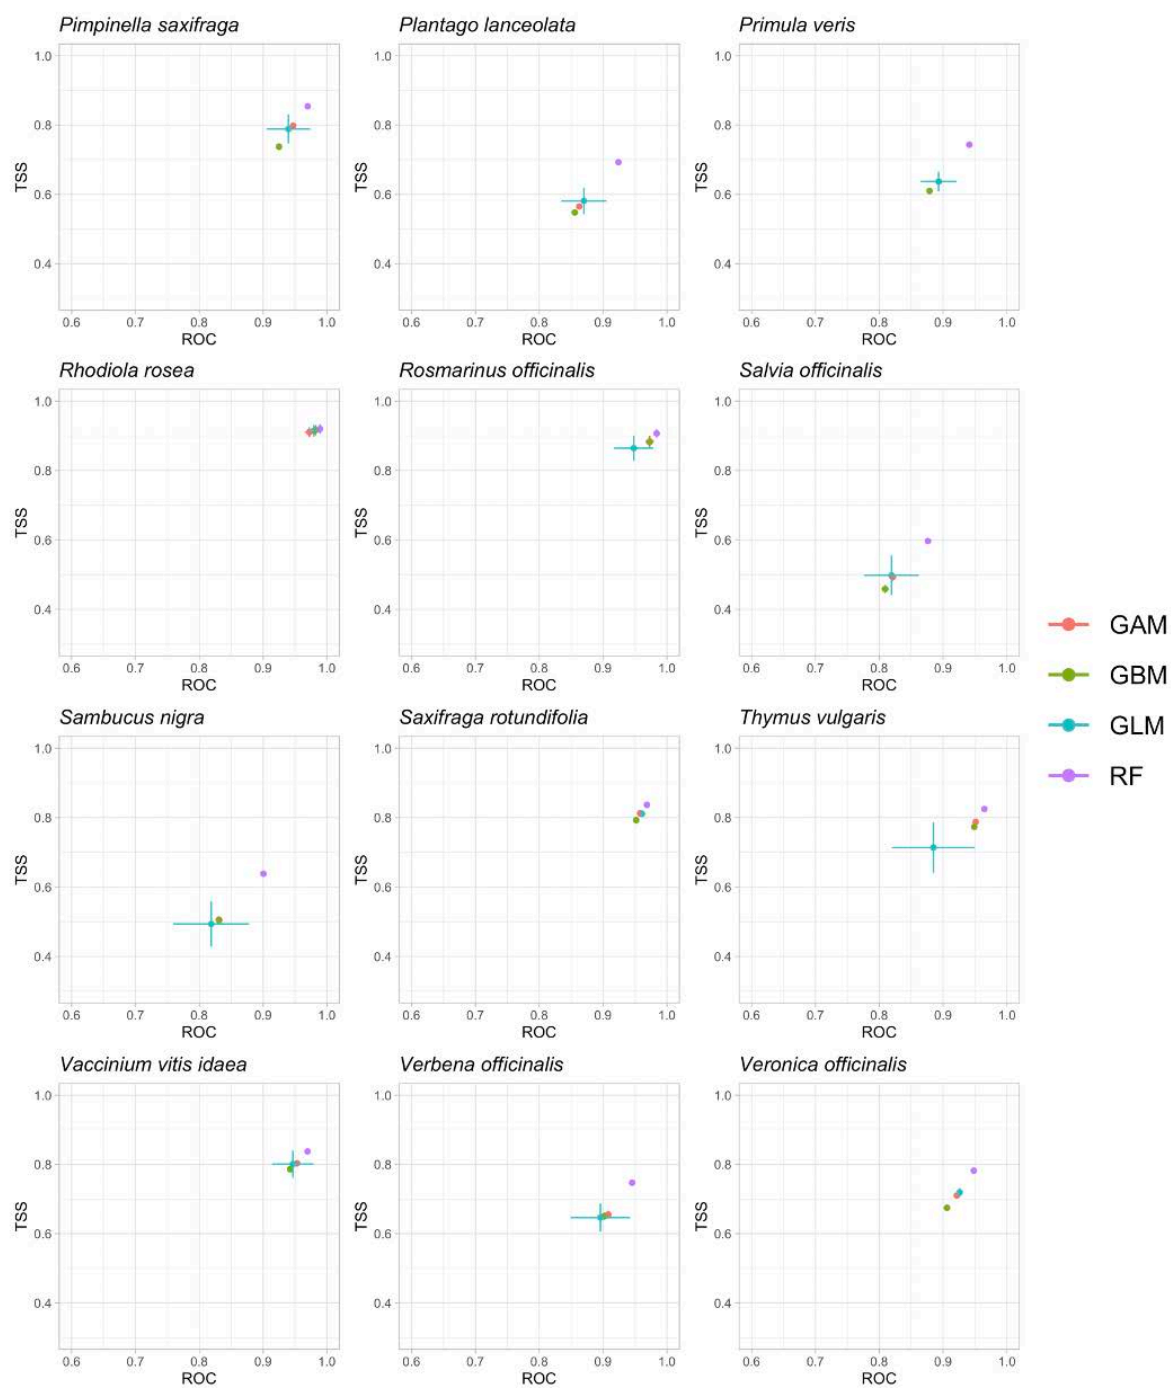 Pimpinella saxifraga
Plantago lanceolata
Primula veris
1.0
0.8
0.6
0.4
TSS
0.6 0.7 0.8 0.9 1.0
ROC
1.0
0.8
0.6
0.4
TSS
0.6 0.7 0.8 0.9 1.0
ROC
1.0
0.8
0.6
0.4
TSS
0.6 0.7 0.8 0.9 1.0
ROC
Rhodiola rosea
Rosmarinus officinalis
Salvia officinalis
1.0
0.8
0.6
0.4
TSS
0.6 0.7 0.8 0.9 1.0
ROC
1.0
0.8
0.6
0.4
TSS
0.6 0.7 0.8 0.9 1.0
ROC
1.0
0.8
0.6
0.4
TSS
0.6 0.7 0.8 0.9 1.0
ROC
Sambucus nigra
Saxifraga rotundifolia
Thymus vulgaris
1.0
0.8
0.6
0.4
TSS
0.6 0.7 0.8 0.9 1.0
ROC
1.0
0.8
0.6
0.4
TSS
0.6 0.7 0.8 0.9 1.0
ROC
1.0
0.8
0.6
0.4
TSS
0.6 0.7 0.8 0.9 1.0
ROC
Vaccinium vitis idaea
Verbena officinalis
Veronica officinalis
1.0
0.8
0.6
0.4
TSS
0.6 0.7 0.8 0.9 1.0
ROC
1.0
0.8
0.6
0.4
TSS
0.6 0.7 0.8 0.9 1.0
ROC
1.0
0.8
0.6
0.4
TSS
0.6 0.7 0.8 0.9 1.0
ROC
GAM
GBM
GLM
RF